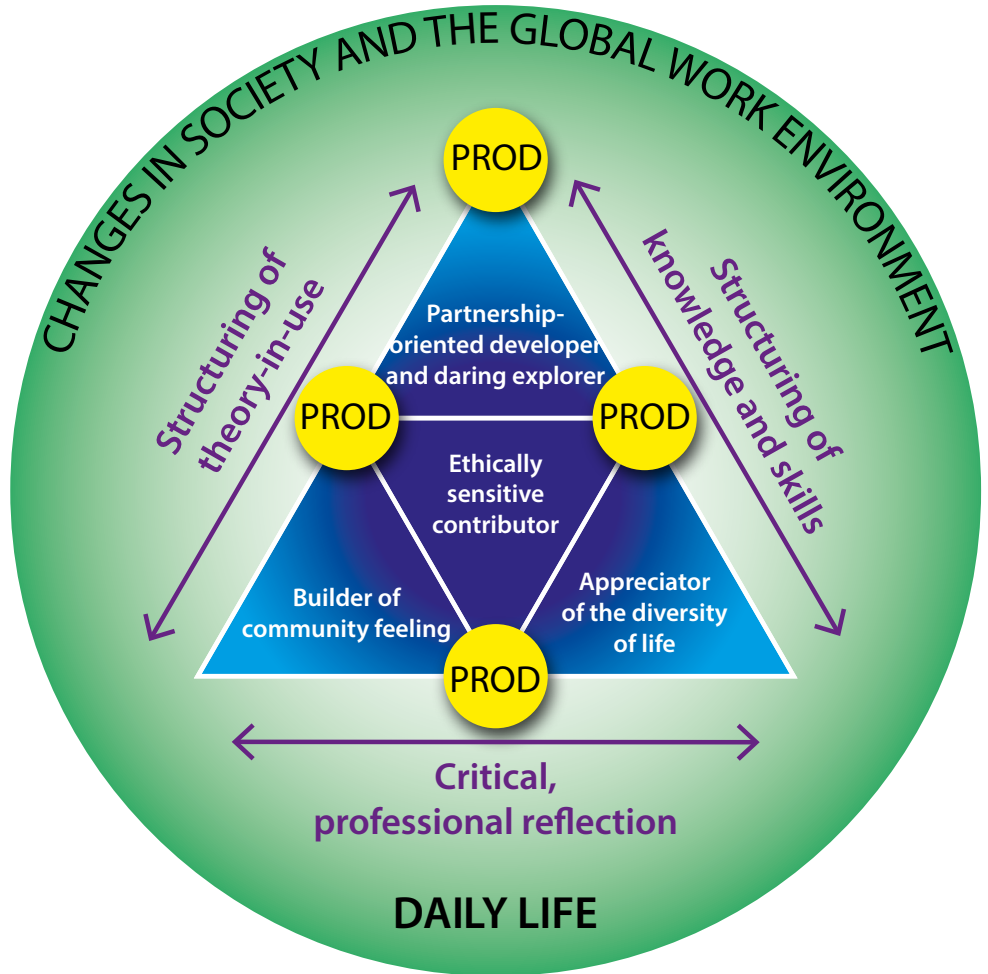 CHANGES IN SOCIETY AND THE GLOBAL WORK ENVIRONMENT
PROD
Structuring of
theory-in-use
Structuring of
knowledge and skills
Partnership-
oriented developer
and daring explorer
PROD
PROD
Ethically
sensitive
contributor
Builder of
community feeling
Appreciator
of the diversity
of life
PROD
Critical,
professional reflection
DAILY LIFE